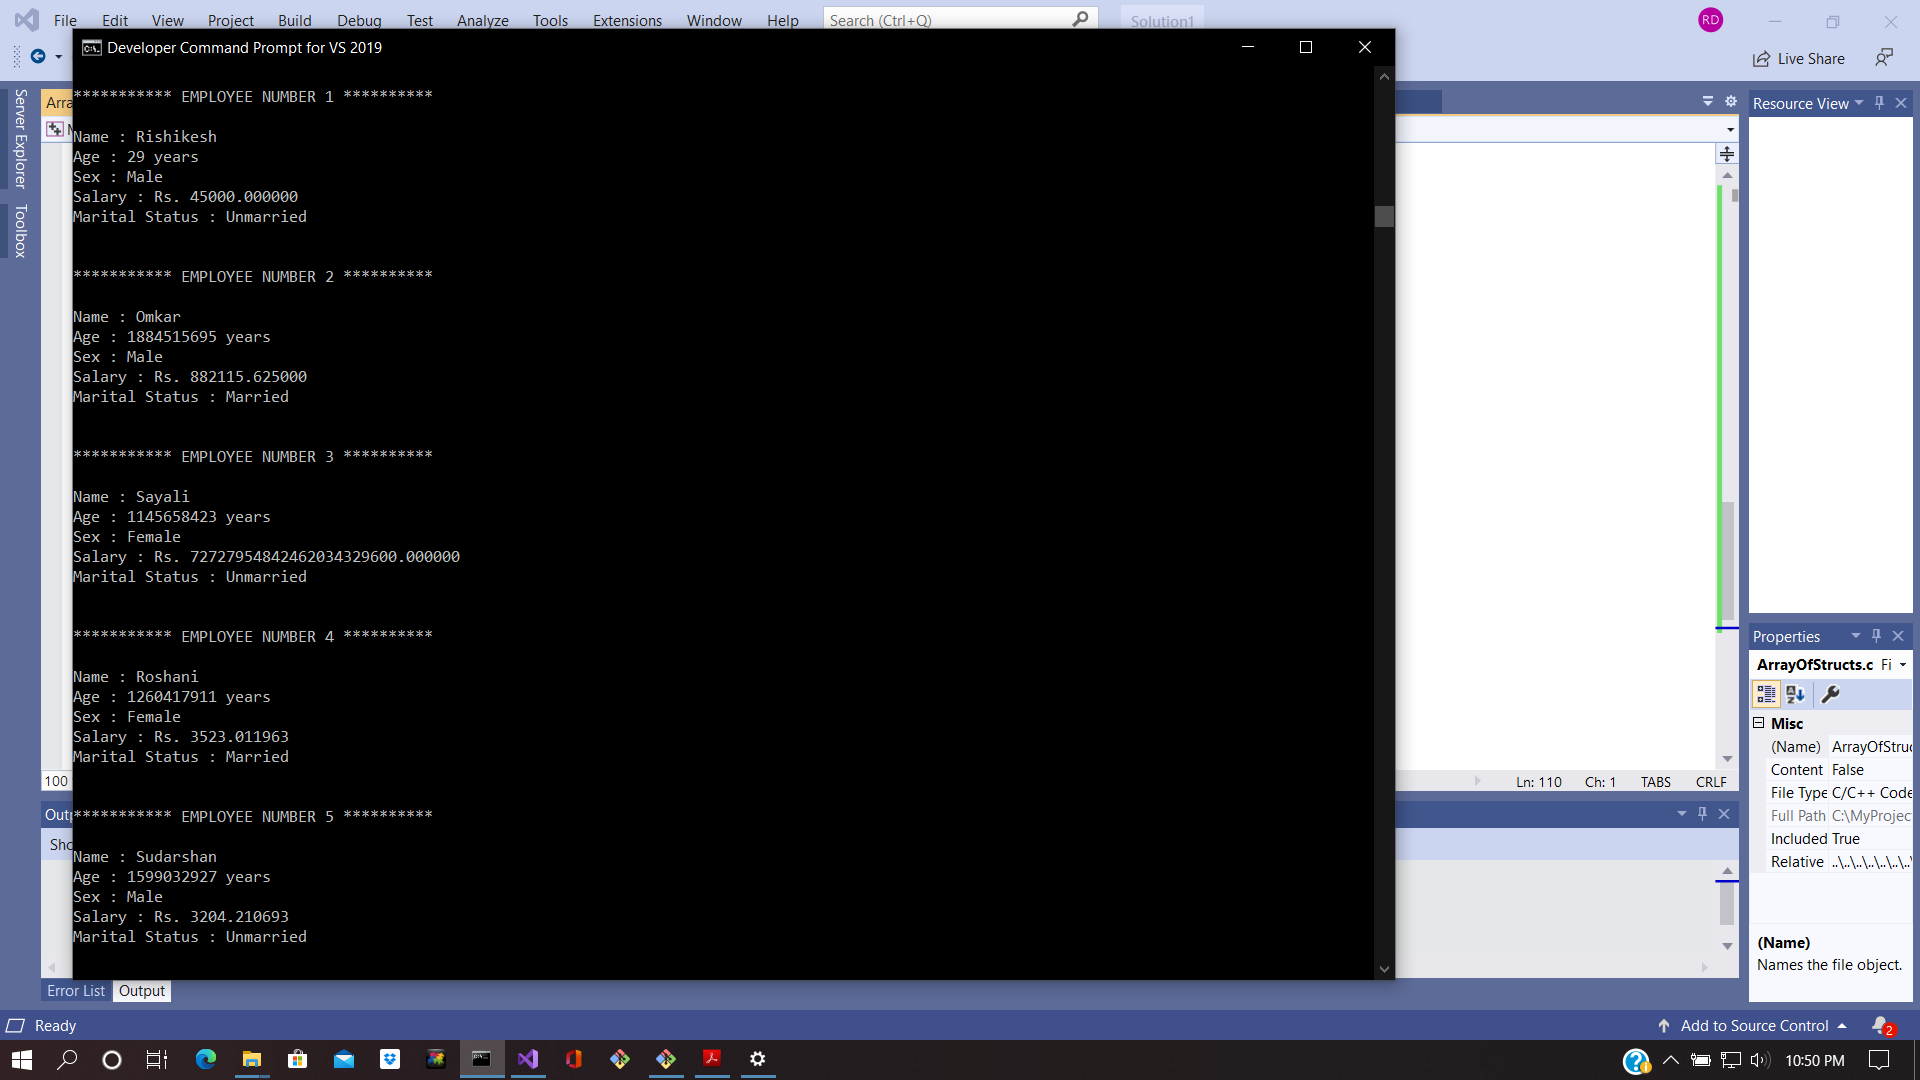 File Edit View Project Build Debug Test Analyze Tools Extensions Window Help Search (Ctrl+Q) Solution1 RD
Live Share
Developer Command Prompt for VS 2019
Server Explorer
Toolbox
Arra
*********** EMPLOYEE NUMBER 1 **********
Name : Rishikesh
Age : 29 years
Sex : Male
Salary : Rs. 45000.000000
Marital Status : Unmarried
*********** EMPLOYEE NUMBER 2 **********
Name : Omkar
Age : 1884515695 years
Sex : Male
Salary : Rs. 882115.625000
Marital Status : Married
*********** EMPLOYEE NUMBER 3 **********
Name : Sayali
Age : 1145658423 years
Sex : Female
Salary : Rs. 72727954842462034329600.000000
Marital Status : Unmarried
*********** EMPLOYEE NUMBER 4 **********
Name : Roshani
Age : 1260417911 years
Sex : Female
Salary : Rs. 3523.011963
Marital Status : Married
*********** EMPLOYEE NUMBER 5 **********
Name : Sudarshan
Age : 1599032927 years
Sex : Male
Salary : Rs. 3204.210693
Marital Status : Unmarried
100
Ln: 110 Ch: 1 TABS CRLF
Outp
Sho
Error List Output
Resource View
Properties
ArrayOfStructs.c Fi
Misc
(Name) ArrayOfStruc
Content False
File Type C/C++ Code
Full Path C:\MyProjec
Included True
Relative ..\..\..\..\..\..\
(Name)
Names the file object.
Ready
Add to Source Control 2
10:50 PM